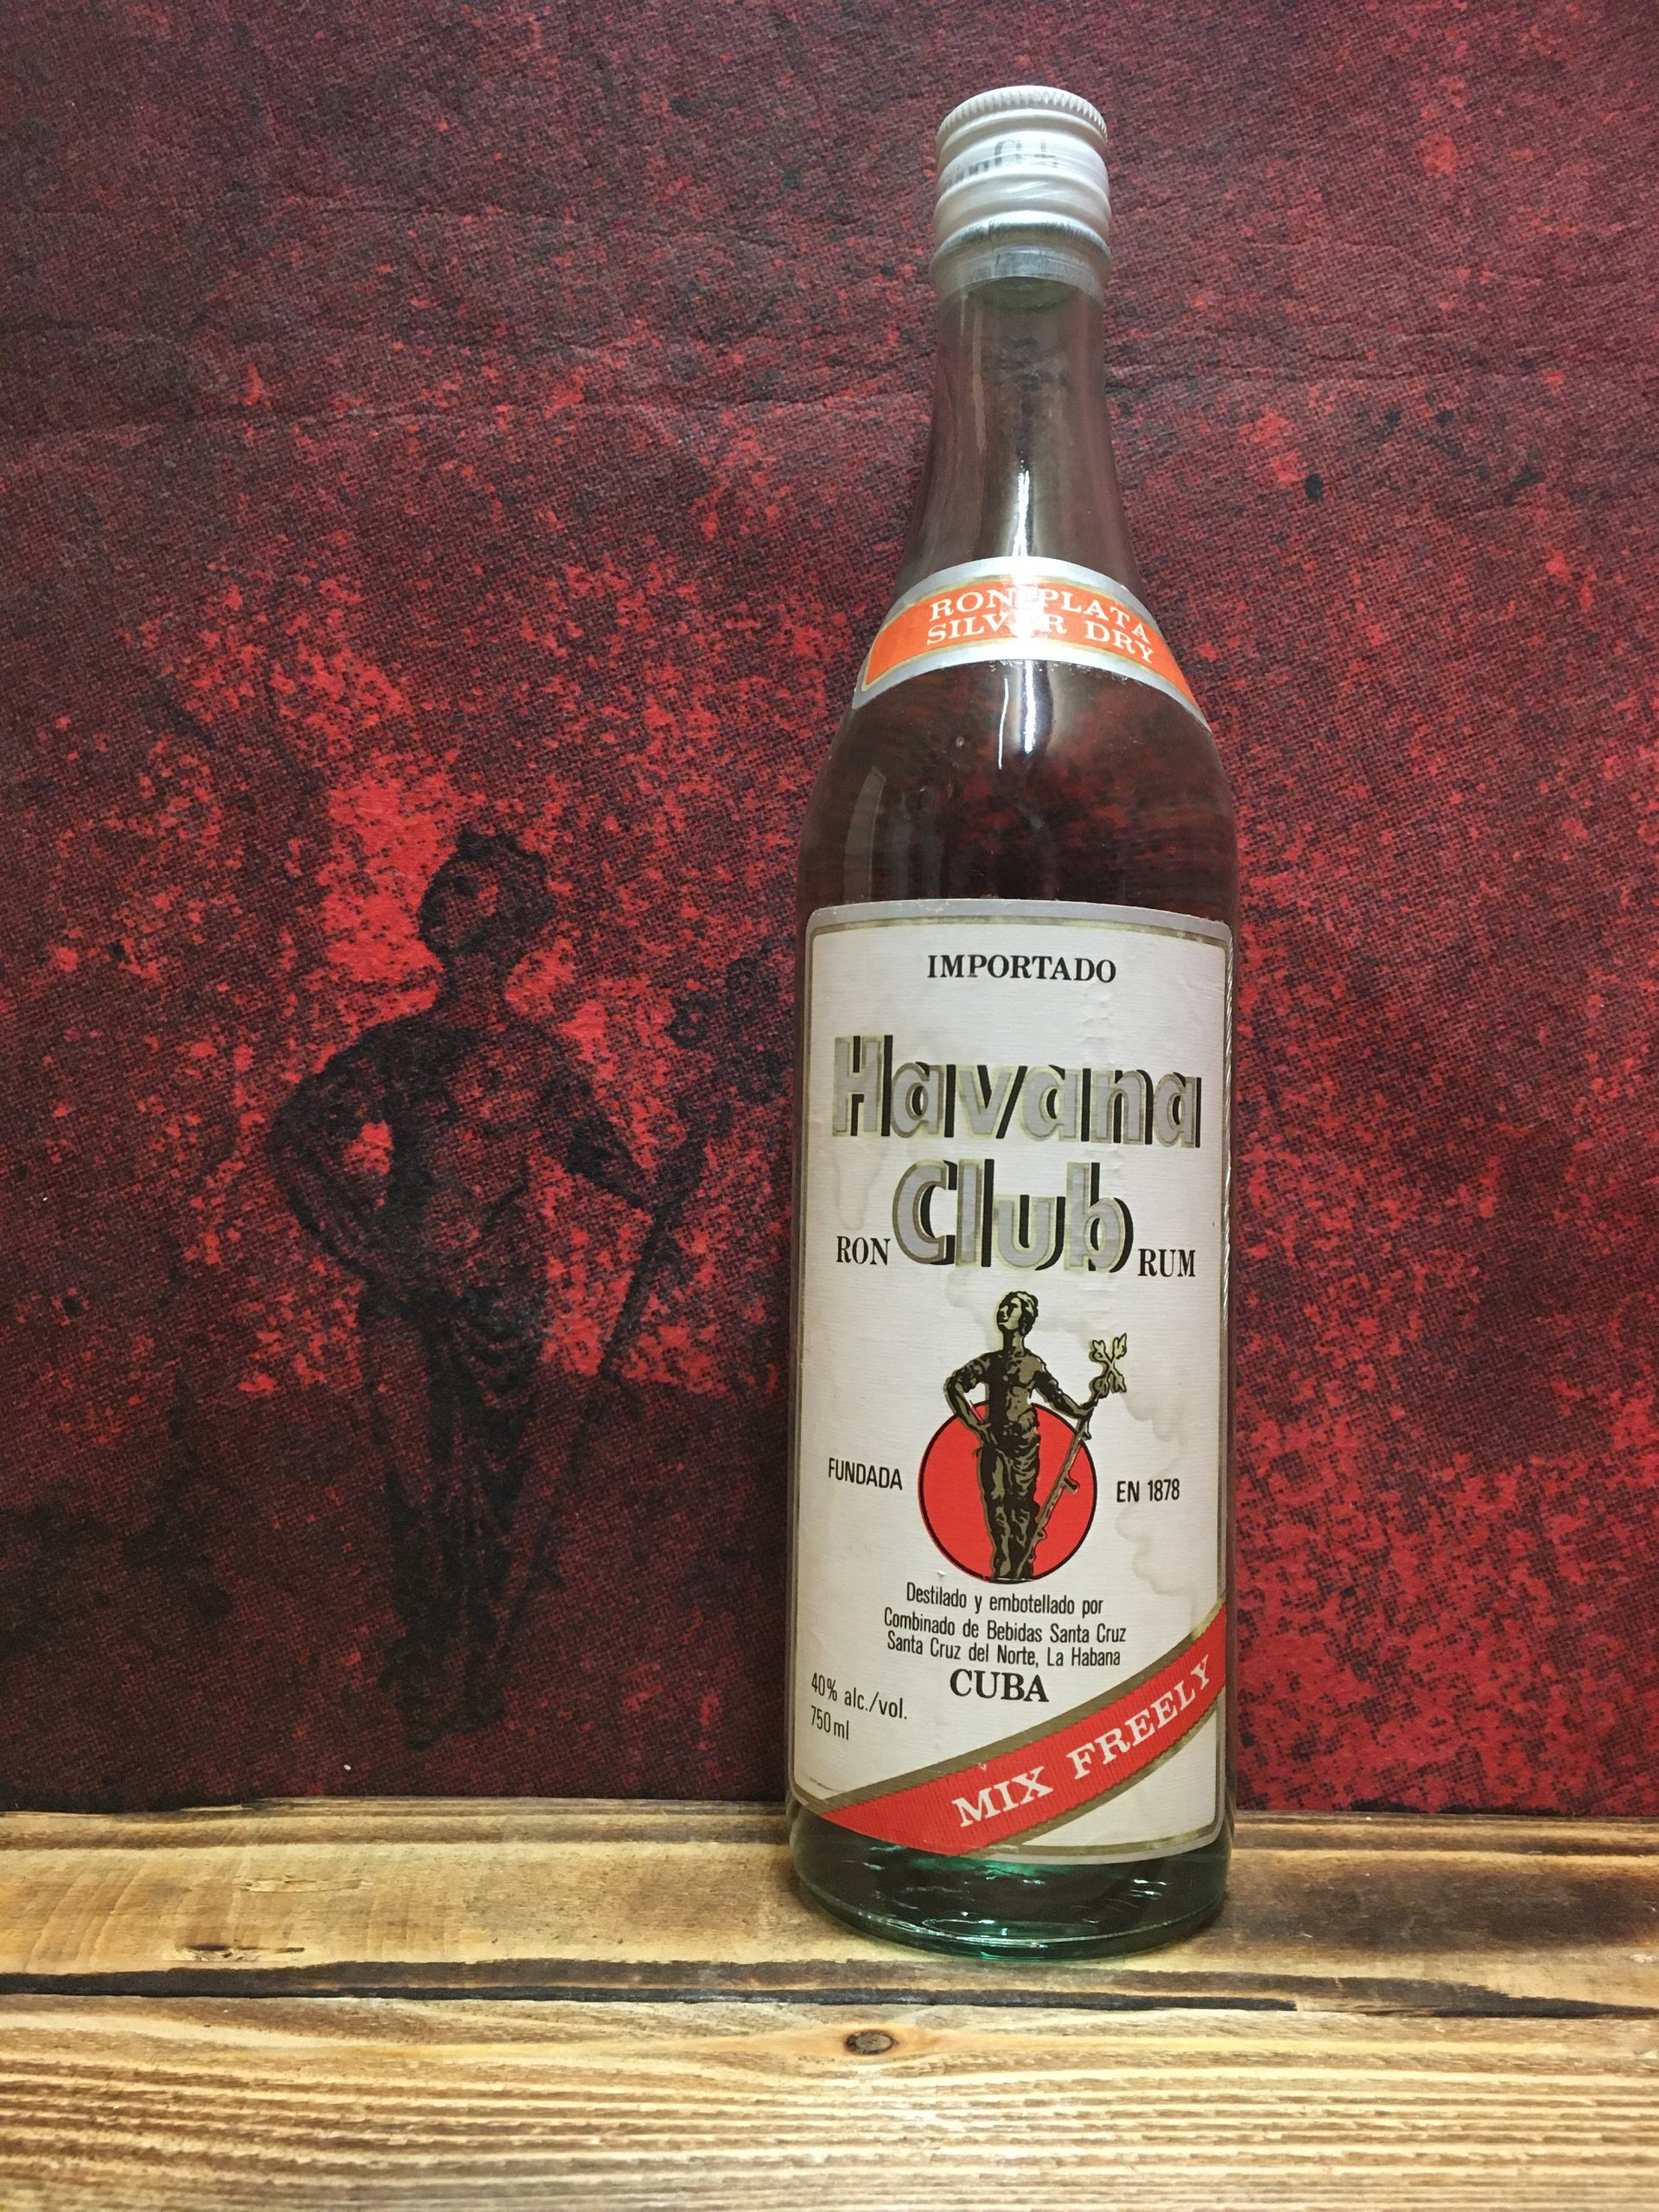 RON PLATA
SILVER DRY
IMPORTADO
Havana
Club
RON
RUM
FUNDADA
EN 1878
Destilado y embotellado por
Combinado de Bebidas Santa Cruz
Santa Cruz del Norte, La Habana
CUBA
40% alc./vol.
750 ml
MIX FREELY